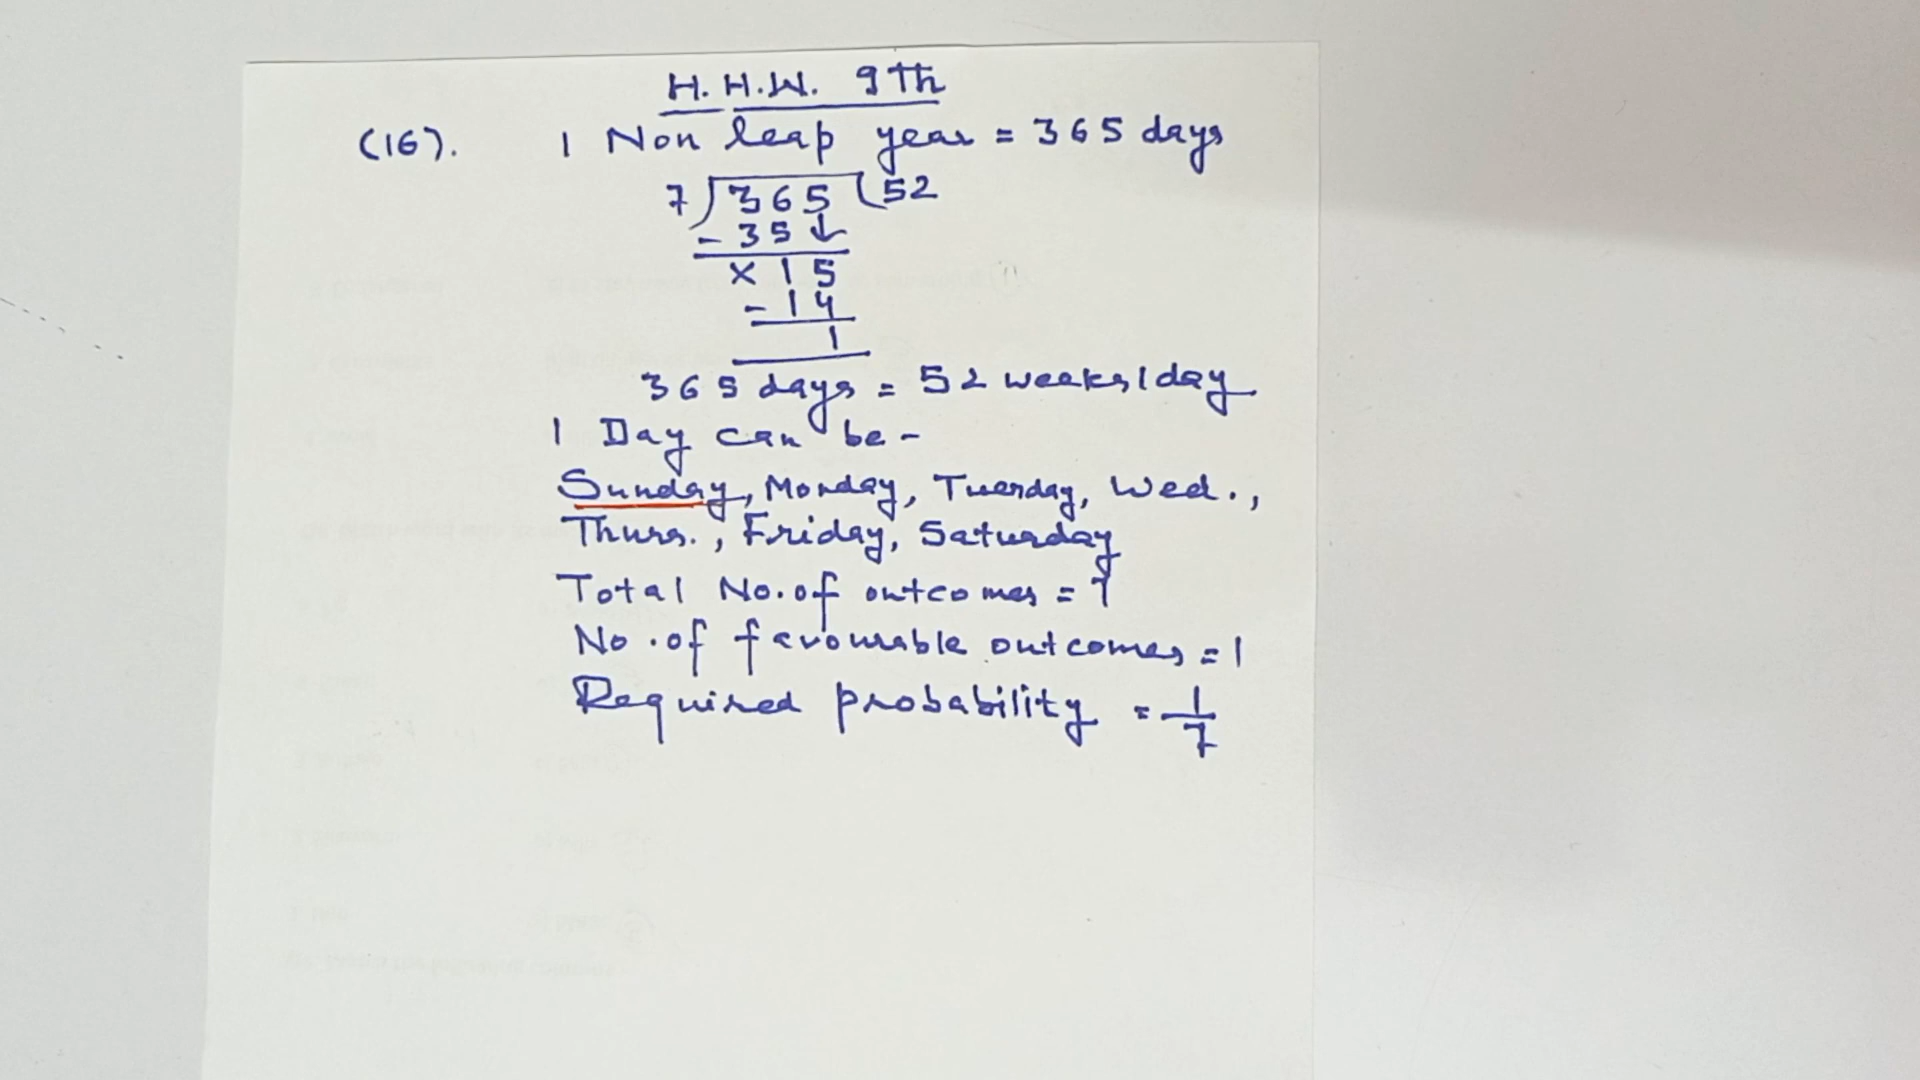 H.H.W. 9Th
(16). 1 Non leap year = 365 days
7)365(52
-35↓
x15
-14
1
365 days = 52 weeks 1 day
1 Day can be -
Sunday, Monday, Tuesday, Wed.,
Thurs., Friday, Saturday
Total No. of outcomes = 7
No. of favourable outcomes = 1
Required probability = 1/7